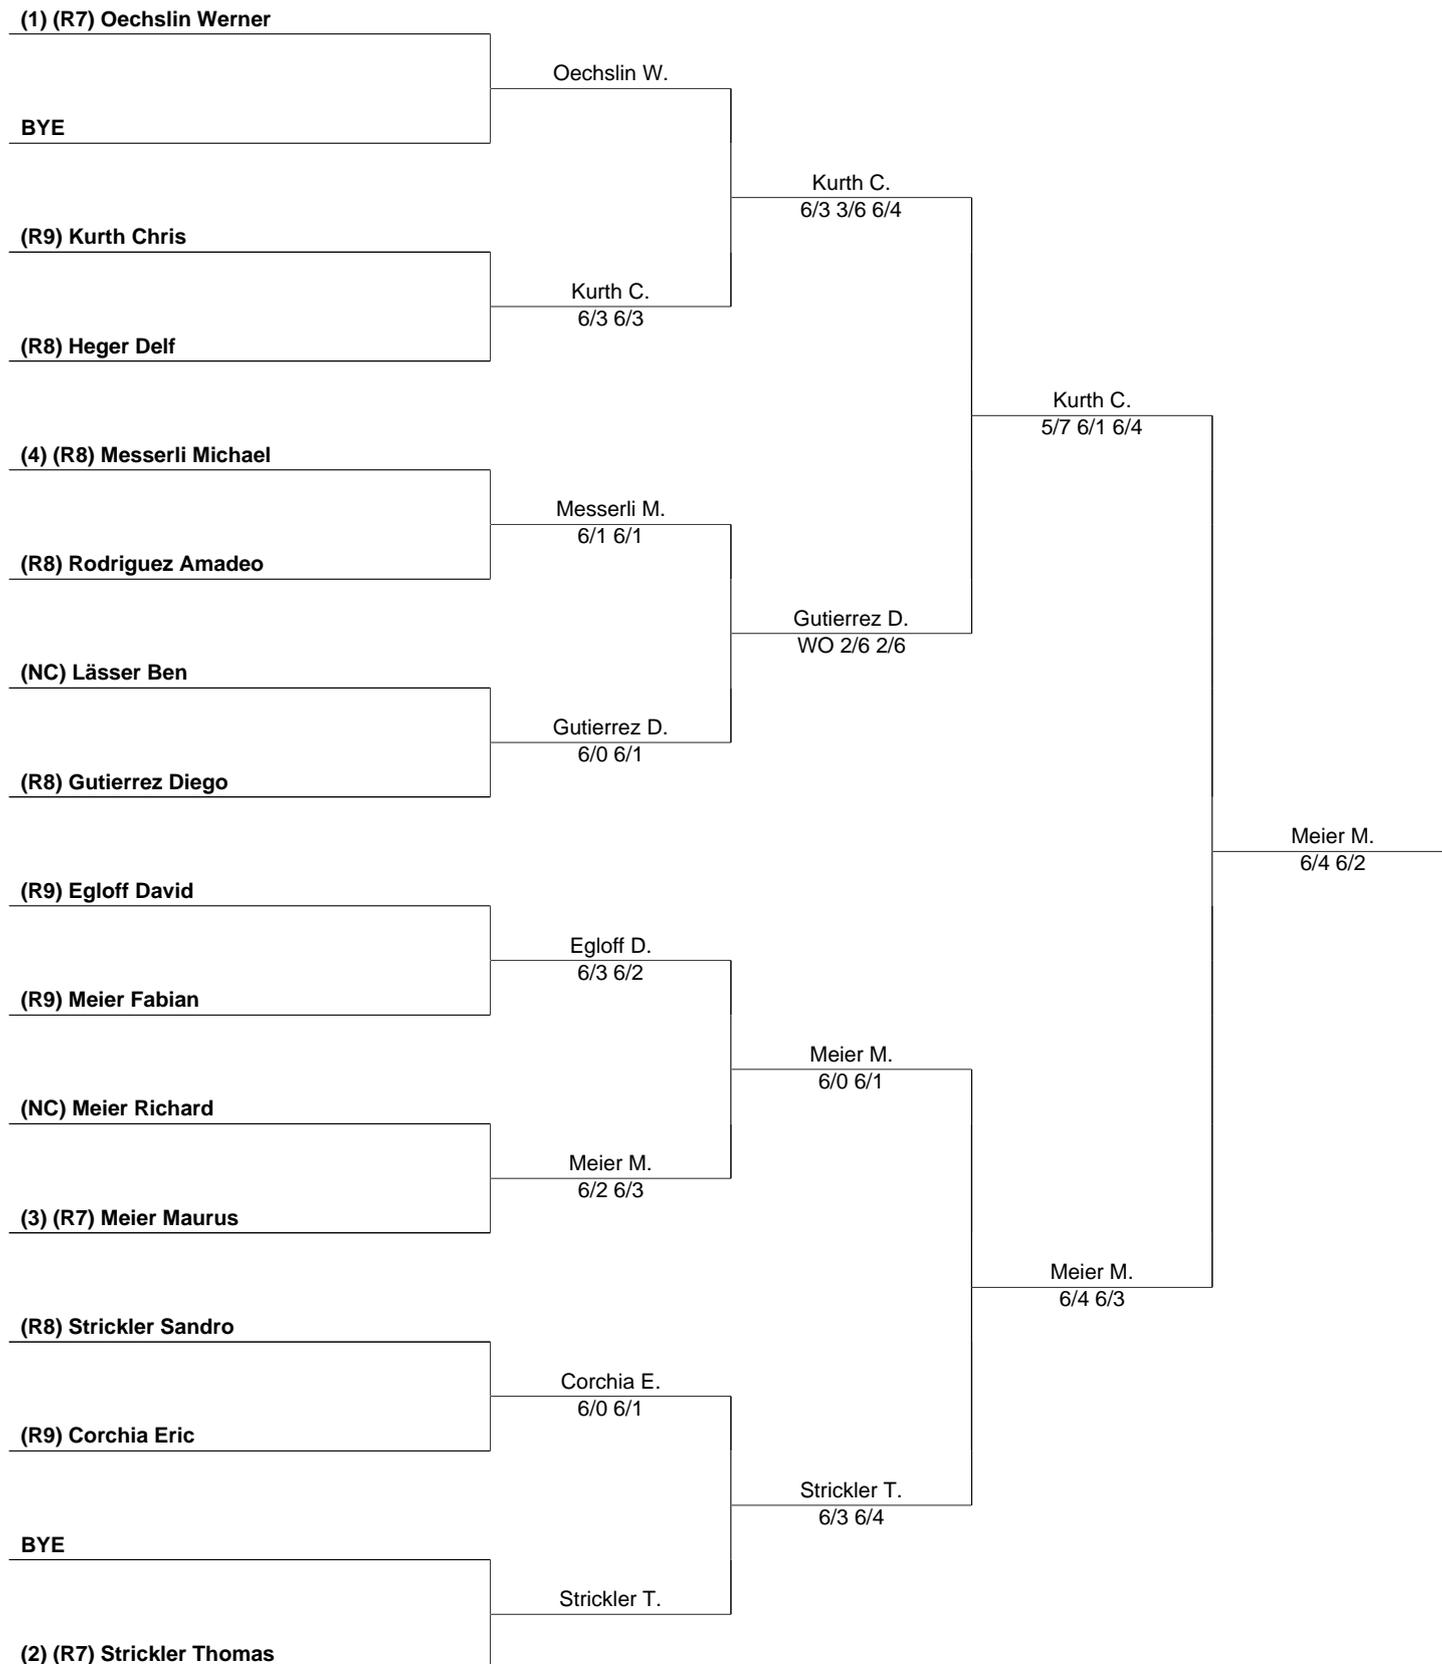 (1) (R7) Oechslin Werner
Oechslin W.
BYE
Kurth C.
6/3 3/6 6/4
(R9) Kurth Chris
Kurth C.
6/3 6/3
(R8) Heger Delf
Kurth C.
5/7 6/1 6/4
(4) (R8) Messerli Michael
Messerli M.
6/1 6/1
(R8) Rodriguez Amadeo
Gutierrez D.
WO 2/6 2/6
(NC) Lässer Ben
Gutierrez D.
6/0 6/1
(R8) Gutierrez Diego
Meier M.
6/4 6/2
(R9) Egloff David
Egloff D.
6/3 6/2
(R9) Meier Fabian
Meier M.
6/0 6/1
(NC) Meier Richard
Meier M.
6/2 6/3
(3) (R7) Meier Maurus
Meier M.
6/4 6/3
(R8) Strickler Sandro
Corchia E.
6/0 6/1
(R9) Corchia Eric
Strickler T.
6/3 6/4
BYE
Strickler T.
(2) (R7) Strickler Thomas